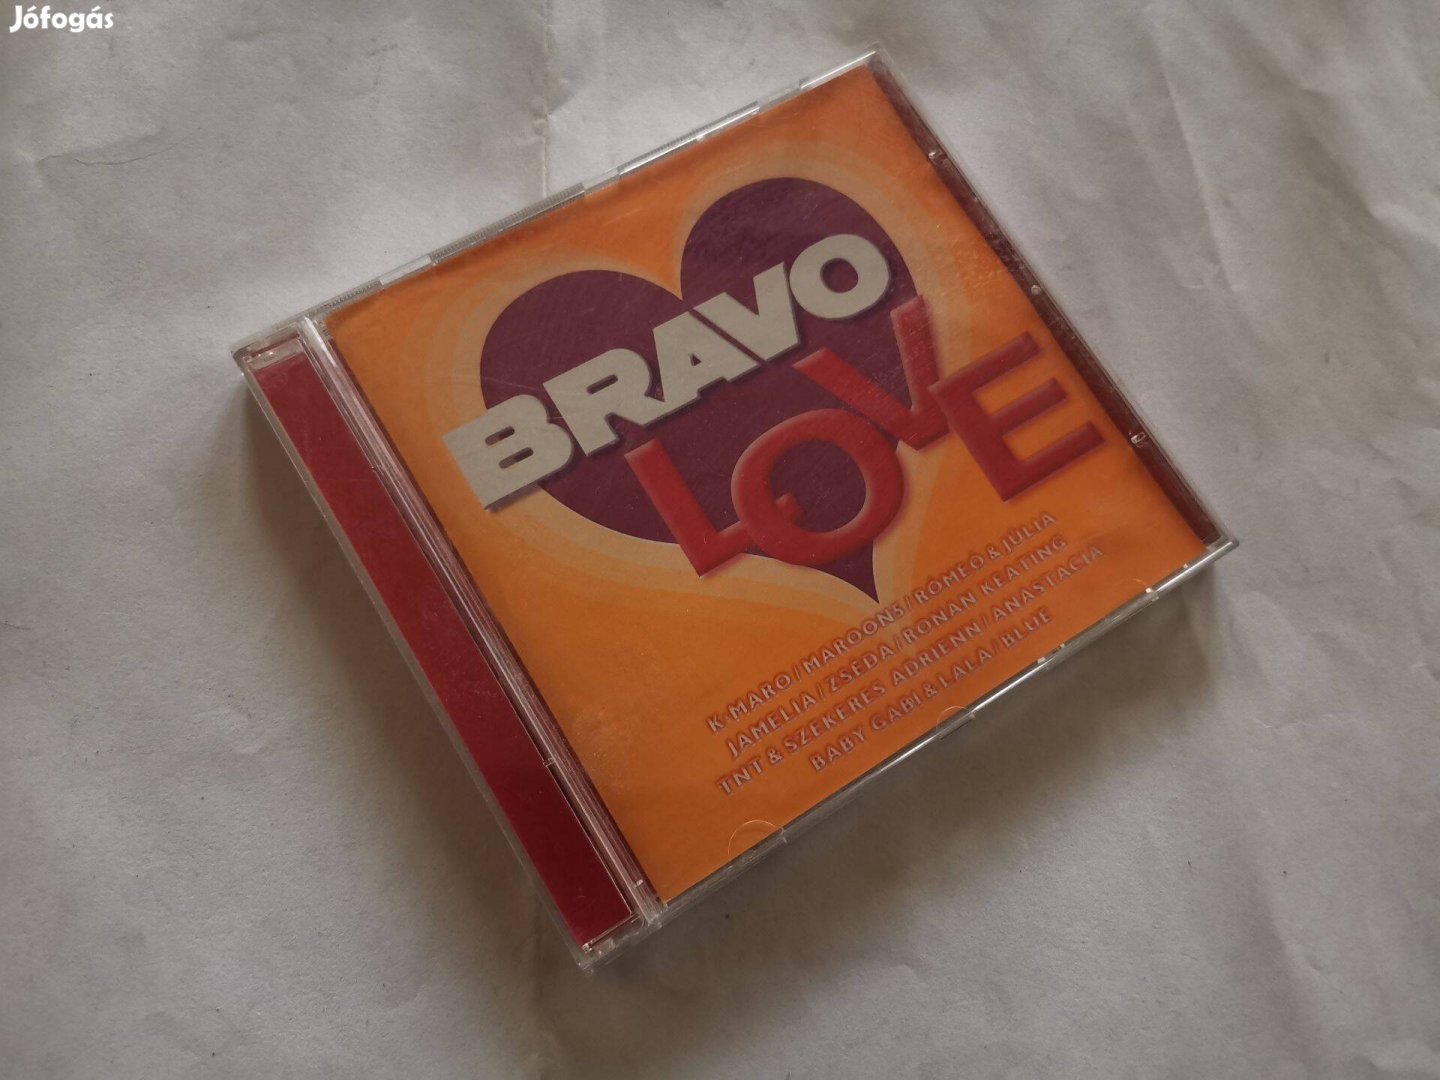 Jófogás
BRAVO
LOVE
K-MARO / MAROON5 / RÓMEÓ & JÚLIA
JAMELIA / ZSÉDA / RONAN KEATING
TNT & SZEKERES ADRIENN / ANASTACIA
BABY GABI & LALA / BLUE